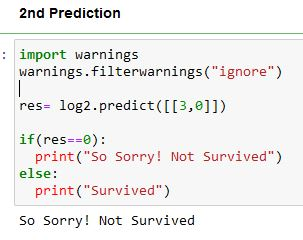 2nd Prediction
: import warnings
warnings.filterwarnings("ignore")
res= log2.predict([[3,0]])
if(res==0):
  print("So Sorry! Not Survived")
else:
  print("Survived")
So Sorry! Not Survived